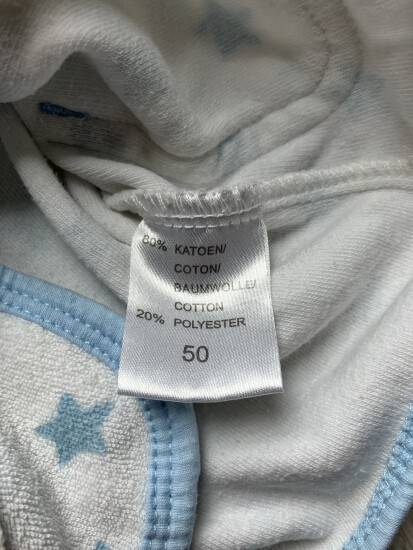 80% KATOEN/
COTON/
BAUMWOLLE/
COTTON
20% POLYESTER
50